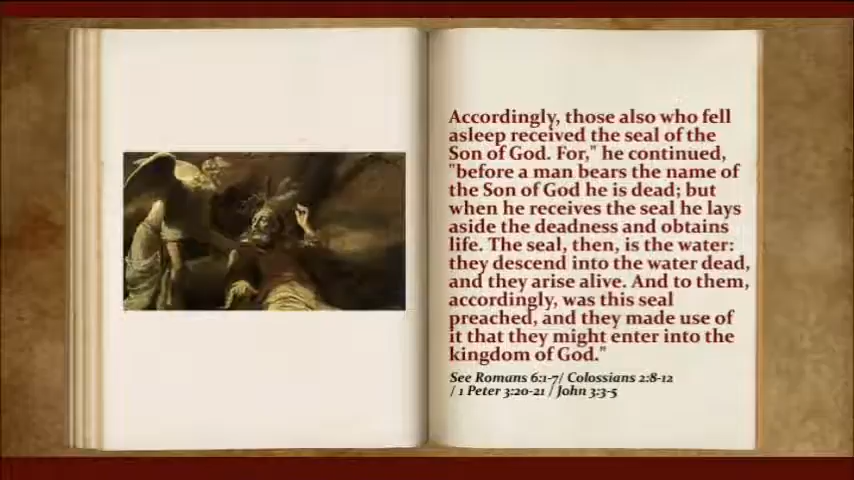 Accordingly, those also who fell
asleep received the seal of the
Son of God. For," he continued,
"before a man bears the name of
the Son of God he is dead; but
when he receives the seal he lays
aside the deadness and obtains
life. The seal, then, is the water:
they descend into the water dead,
and they arise alive. And to them,
accordingly, was this seal
preached, and they made use of
it that they might enter into the
kingdom of God."
See Romans 6:1-7/ Colossians 2:8-12
/ 1 Peter 3:20-21 / John 3:3-5